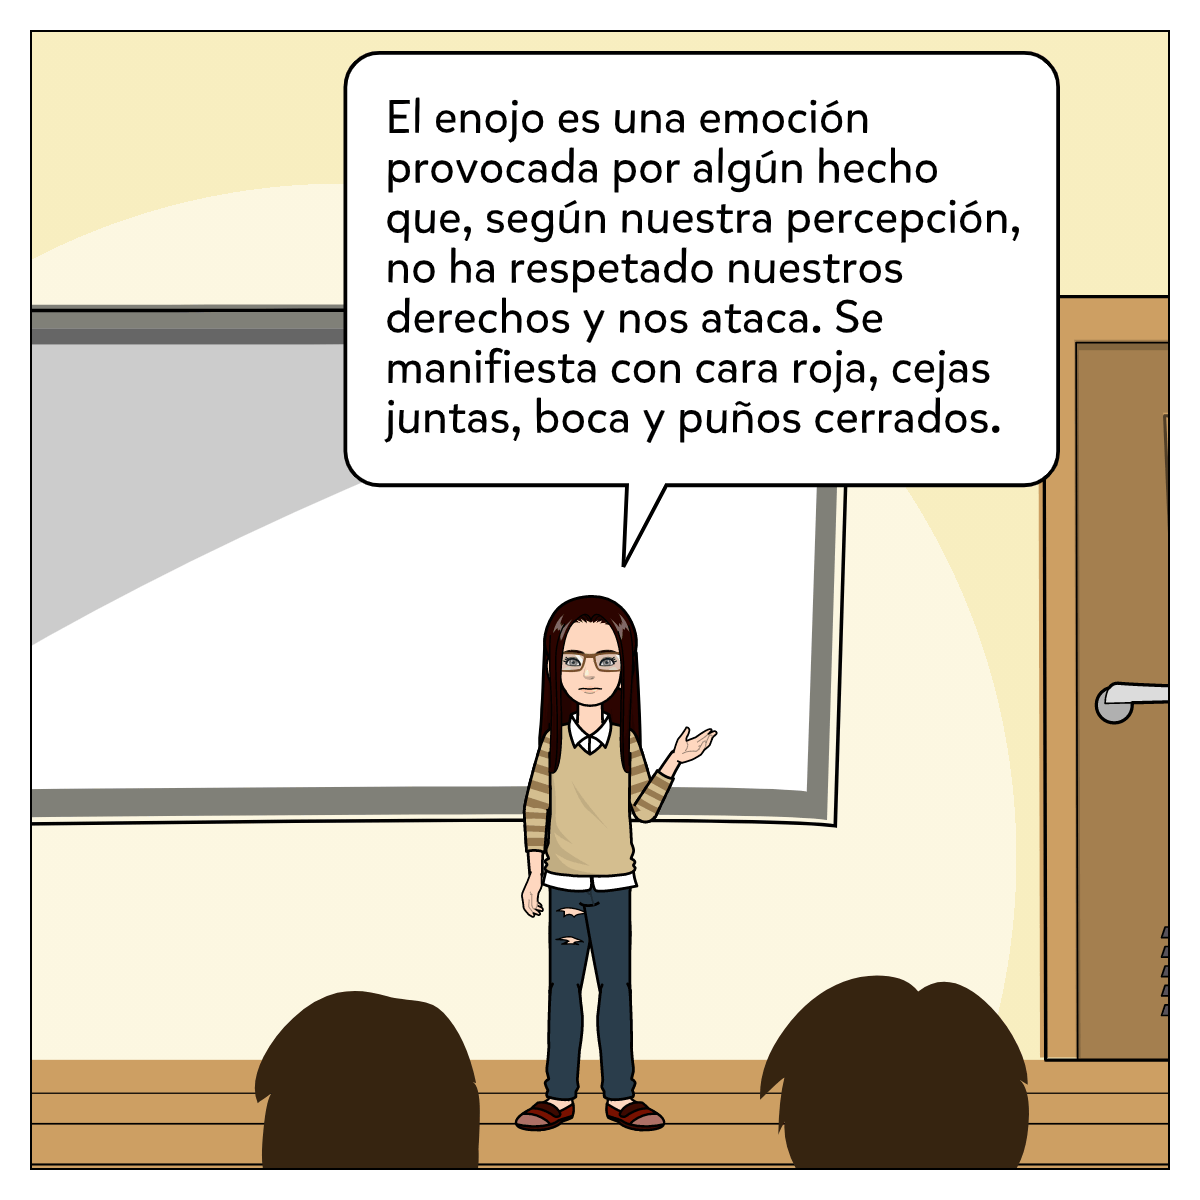 El enojo es una emoción
provocada por algún hecho
que, según nuestra percepción,
no ha respetado nuestros
derechos y nos ataca. Se
manifiesta con cara roja, cejas
juntas, boca y puños cerrados.